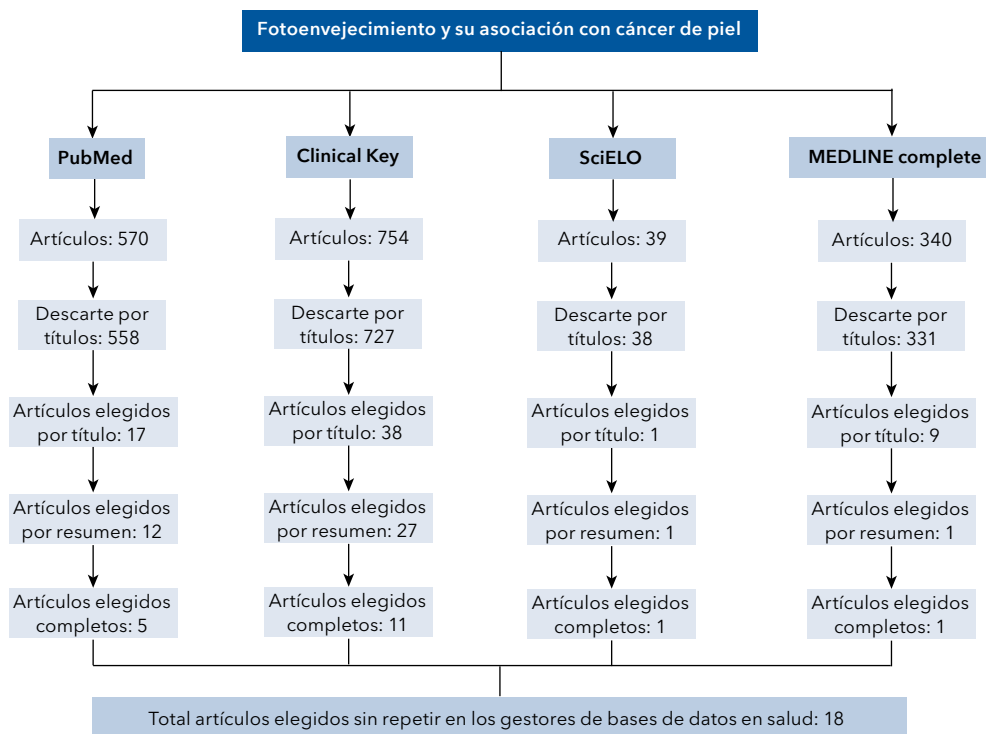 Fotoenvejecimiento y su asociación con cáncer de piel
PubMed
Clinical Key
SciELO
MEDLINE complete
Artículos: 570
Artículos: 754
Artículos: 39
Artículos: 340
Descarte por
títulos: 558
Descarte por
títulos: 727
Descarte por
títulos: 38
Descarte por
títulos: 331
Artículos elegidos
por título: 17
Artículos elegidos
por título: 38
Artículos elegidos
por título: 1
Artículos elegidos
por título: 9
Artículos elegidos
por resumen: 12
Artículos elegidos
por resumen: 27
Artículos elegidos
por resumen: 1
Artículos elegidos
por resumen: 1
Artículos elegidos
completos: 5
Artículos elegidos
completos: 11
Artículos elegidos
completos: 1
Artículos elegidos
completos: 1
Total artículos elegidos sin repetir en los gestores de bases de datos en salud: 18